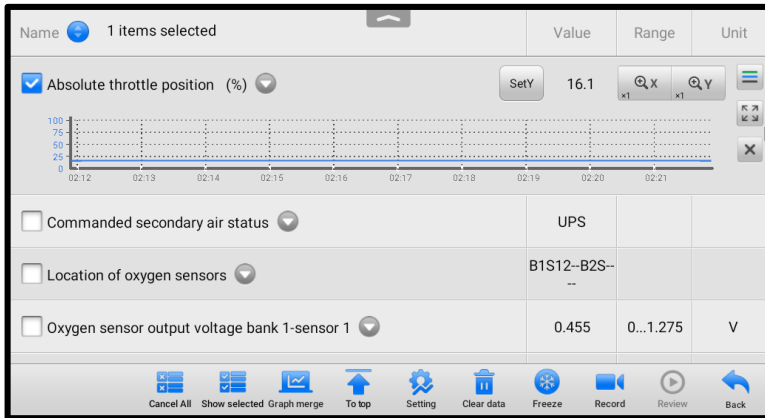 Name 1 items selected Value Range Unit
Absolute throttle position (%) SetY 16.1 X ×1 Y ×1
100
75
50
25
0
02:12 02:13 02:14 02:15 02:16 02:17 02:18 02:19 02:20 02:21
Commanded secondary air status UPS
Location of oxygen sensors B1S12--B2S--
--
Oxygen sensor output voltage bank 1-sensor 1 0.455 0...1.275 V
Cancel All Show selected Graph merge To top Setting Clear data Freeze Record Review Back